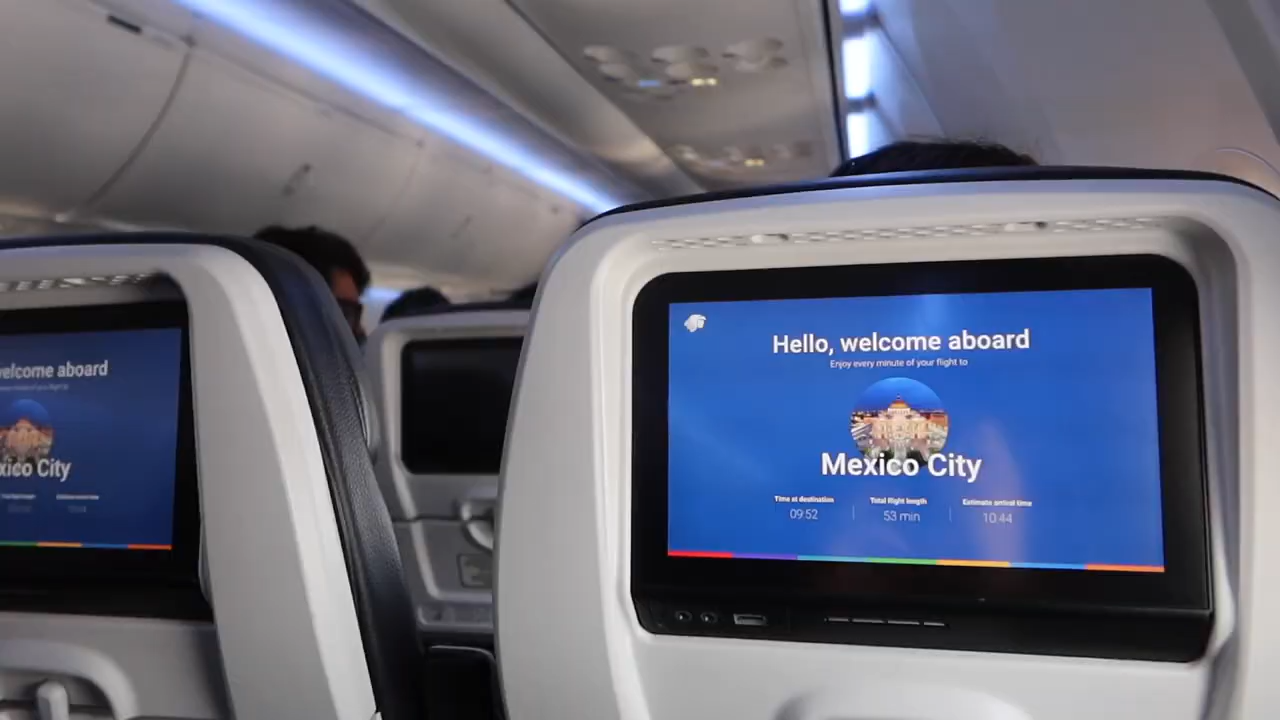 Hello, welcome aboard
Enjoy every minute of your flight to
Mexico City
Time at destination
09:52
Total flight length
53 min
Estimate arrival time
10:44
elcome aboard
xico City